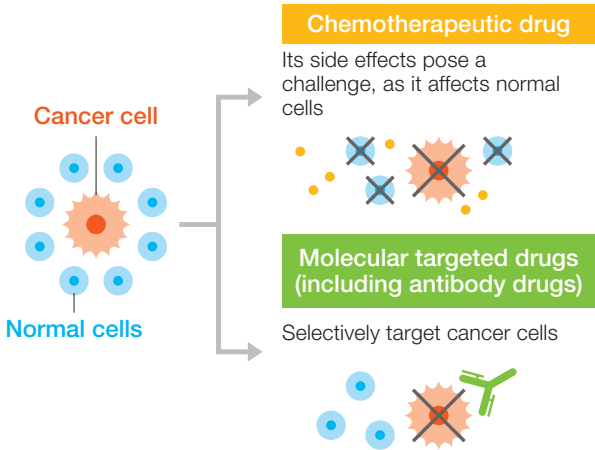 Cancer cell
Normal cells
Chemotherapeutic drug
Its side effects pose a
challenge, as it affects normal
cells
Molecular targeted drugs
(including antibody drugs)
Selectively target cancer cells